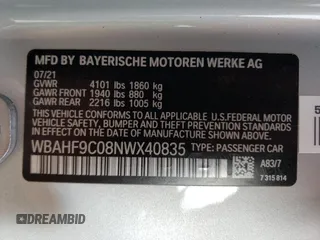 MFD BY BAYERISCHE MOTOREN WERKE AG
07/21
GVWR 4101 lbs 1860 kg
GAWR FRONT 1940 lbs 880 kg
GAWR REAR 2216 lbs 1005 kg
THIS VEHICLE CONFORMS TO ALL APPLICABLE U.S.FEDERAL MOTOR
VEHICLE SAFETY, BUMPER, AND THEFT PREVENTION STANDARDS IN
EFFECT ON THE DATE OF MANUFACTURE SHOWN ABOVE.
WBAHF9C08NWX40835 TYPE: PASSENGER CAR
A83/7
7 315 814
DREAMBID